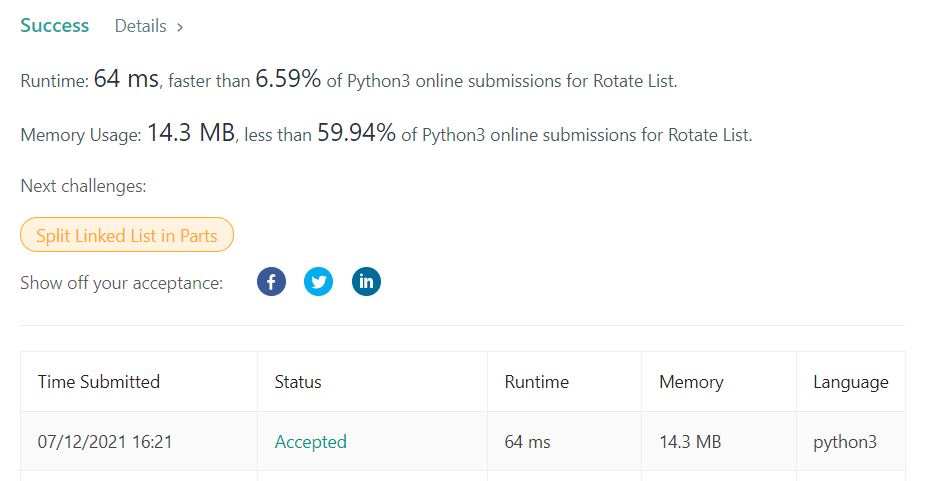 Success Details >
Runtime: 64 ms, faster than 6.59% of Python3 online submissions for Rotate List.
Memory Usage: 14.3 MB, less than 59.94% of Python3 online submissions for Rotate List.
Next challenges:
Split Linked List in Parts
Show off your acceptance: f in
Time Submitted Status Runtime Memory Language
07/12/2021 16:21 Accepted 64 ms 14.3 MB python3